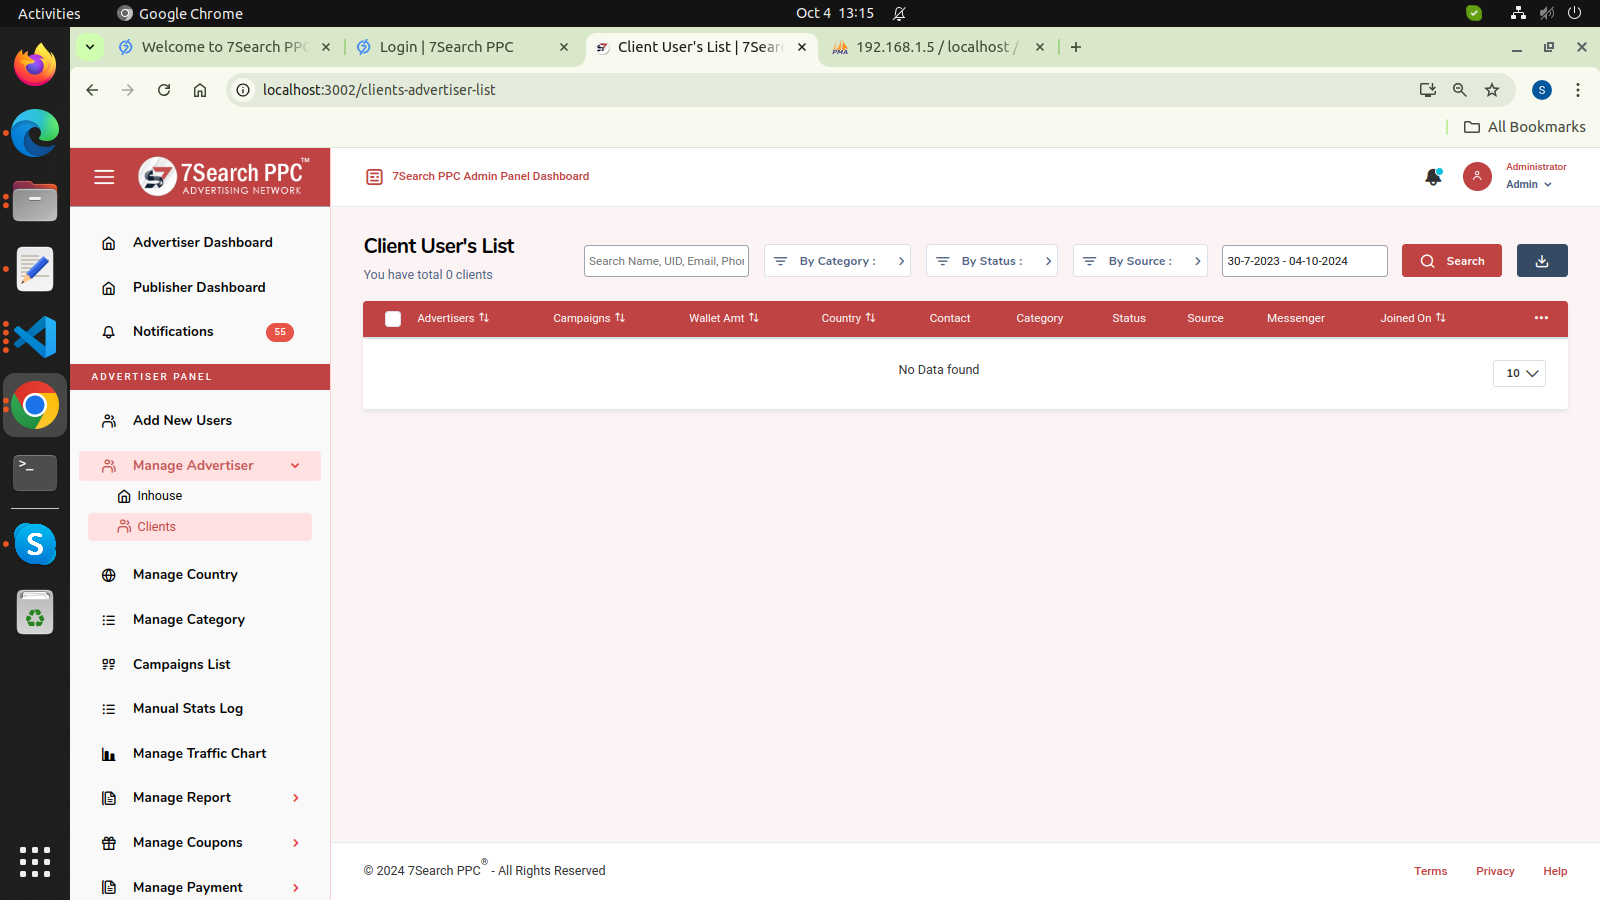 Activities
Google Chrome
Oct 4 13:15
Welcome to 7Search PPC
Login | 7Search PPC
Client User's List | 7Sear
192.168.1.5 / localhost /
localhost:3002/clients-advertiser-list
S
All Bookmarks
7Search PPC™
ADVERTISING NETWORK
7Search PPC Admin Panel Dashboard
Administrator
Admin
Advertiser Dashboard
Publisher Dashboard
Notifications
55
ADVERTISER PANEL
Add New Users
Manage Advertiser
Inhouse
Clients
Manage Country
Manage Category
Campaigns List
Manual Stats Log
Manage Traffic Chart
Manage Report
Manage Coupons
Manage Payment
Client User's List
You have total 0 clients
Search Name, UID, Email, Phor
By Category :
By Status :
By Source :
30-7-2023 - 04-10-2024
Search
Advertisers
Campaigns
Wallet Amt
Country
Contact
Category
Status
Source
Messenger
Joined On
No Data found
10
© 2024 7Search PPC® - All Rights Reserved
Terms
Privacy
Help